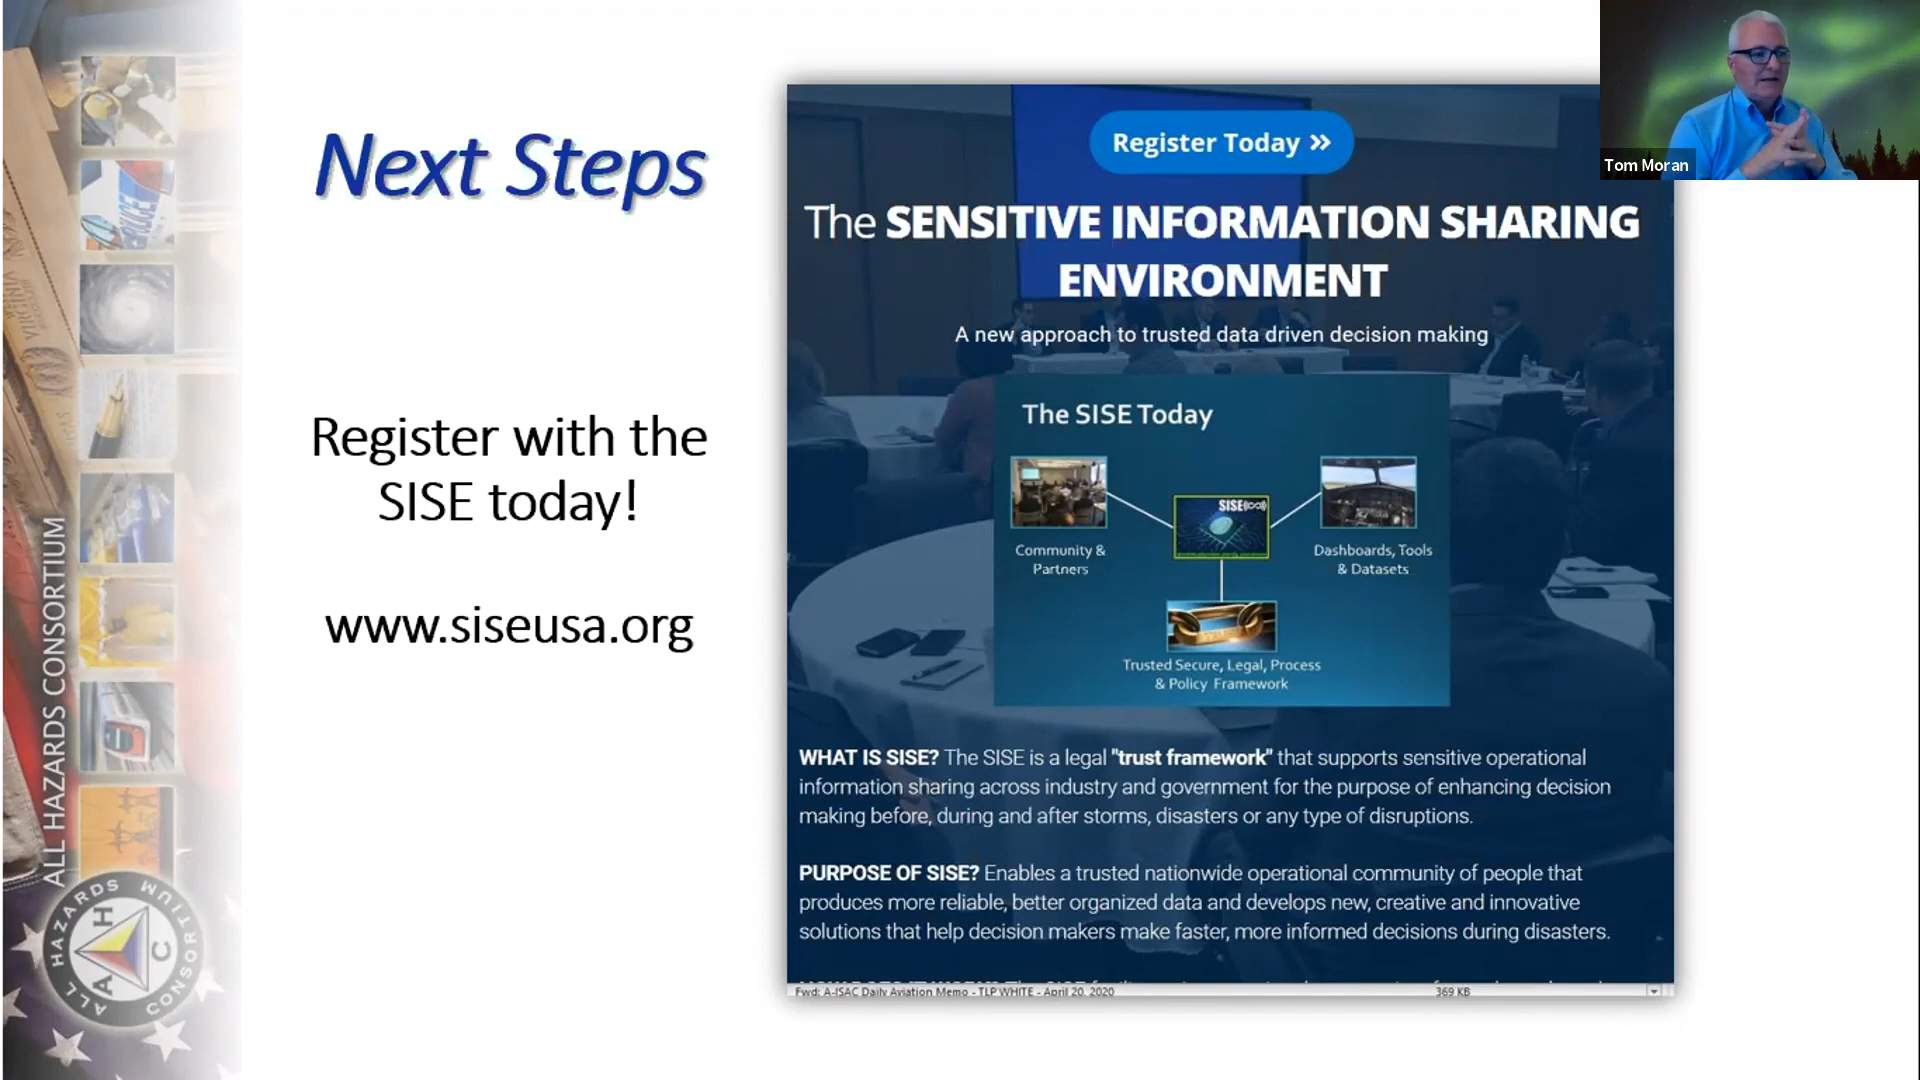 Next Steps
Register with the
SISE today!
www.siseusa.org
Register Today »
The SENSITIVE INFORMATION SHARING
ENVIRONMENT
A new approach to trusted data driven decision making
The SISE Today
SISE
Community &
Partners
Dashboards, Tools
& Datasets
Trusted Secure, Legal, Process
& Policy Framework
WHAT IS SISE? The SISE is a legal "trust framework" that supports sensitive operational
information sharing across industry and government for the purpose of enhancing decision
making before, during and after storms, disasters or any type of disruptions.
PURPOSE OF SISE? Enables a trusted nationwide operational community of people that
produces more reliable, better organized data and develops new, creative and innovative
solutions that help decision makers make faster, more informed decisions during disasters.
Fwd: A-ISAC Daily Aviation Memo - TLP WHITE - April 20, 2020 369 KB
Tom Moran
ALL HAZARDS CONSORTIUM
ALL HAZARDS CONSORTIUM
AHC
POLICE
VIRGINIA